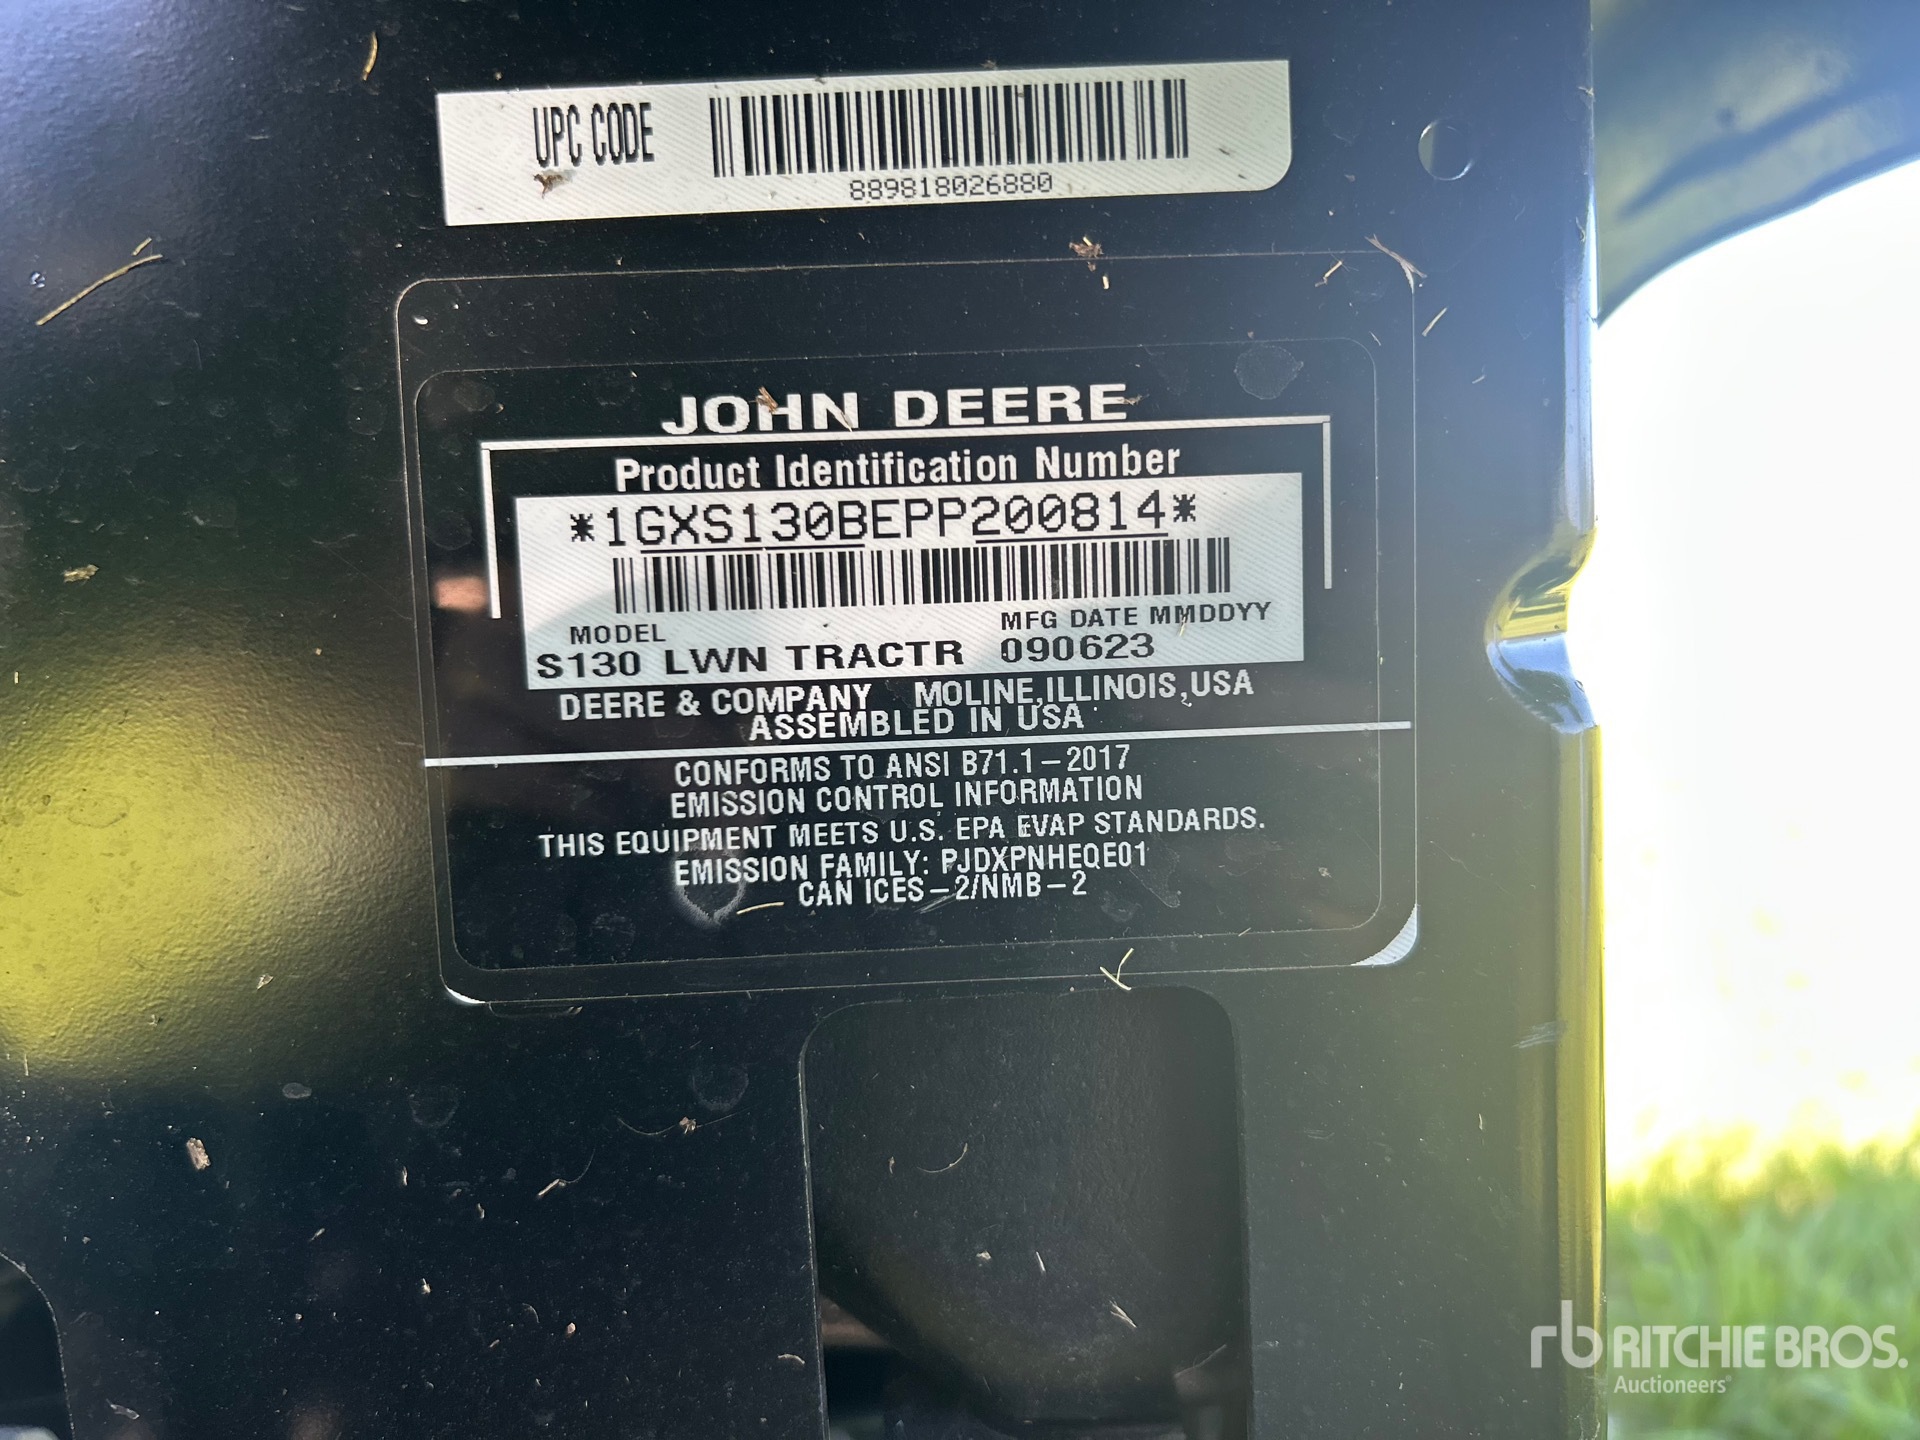 UPC CODE
889818026880
JOHN DEERE
Product Identification Number
*1GXS130BEPP200814*
MODEL
MFG DATE MMDDYY
S130 LWN TRACTR 090623
DEERE & COMPANY MOLINE,ILLINOIS,USA
ASSEMBLED IN USA
CONFORMS TO ANSI B71.1-2017
EMISSION CONTROL INFORMATION
THIS EQUIPMENT MEETS U.S. EPA EVAP STANDARDS.
EMISSION FAMILY: PJDXPNHEQE01
CAN ICES-2/NMB-2
rb RITCHIE BROS.
Auctioneers